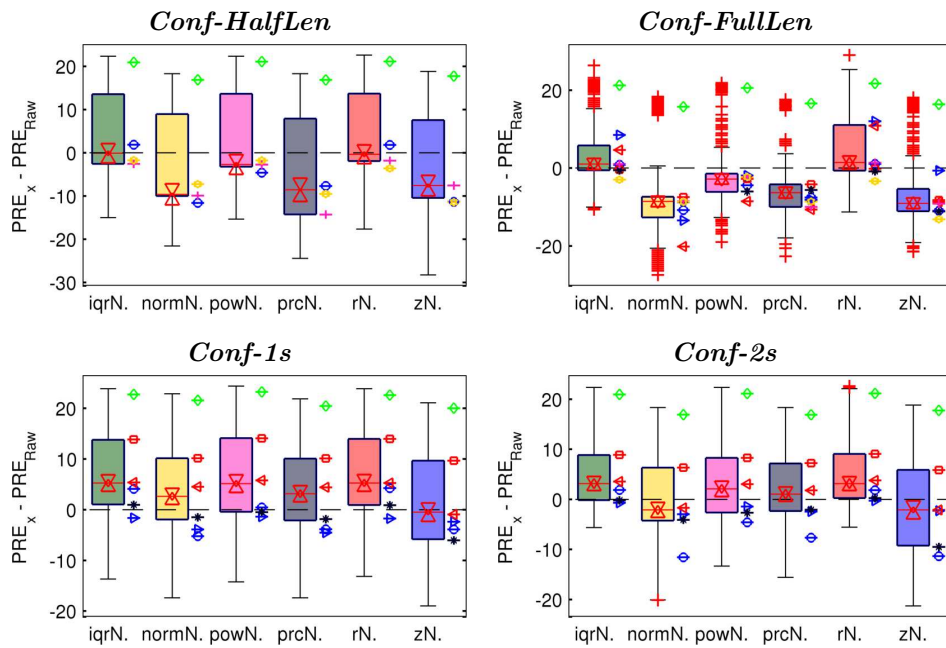 Conf-HalfLen
PRE_x - PRE_Raw
20
10
0
-10
-20
-30
iqrN. normN. powN. prcN. rN. zN.
Conf-FullLen
PRE_x - PRE_Raw
20
0
-20
iqrN. normN. powN. prcN. rN. zN.
Conf-1s
PRE_x - PRE_Raw
20
10
0
-10
-20
iqrN. normN. powN. prcN. rN. zN.
Conf-2s
PRE_x - PRE_Raw
20
10
0
-10
-20
iqrN. normN. powN. prcN. rN. zN.